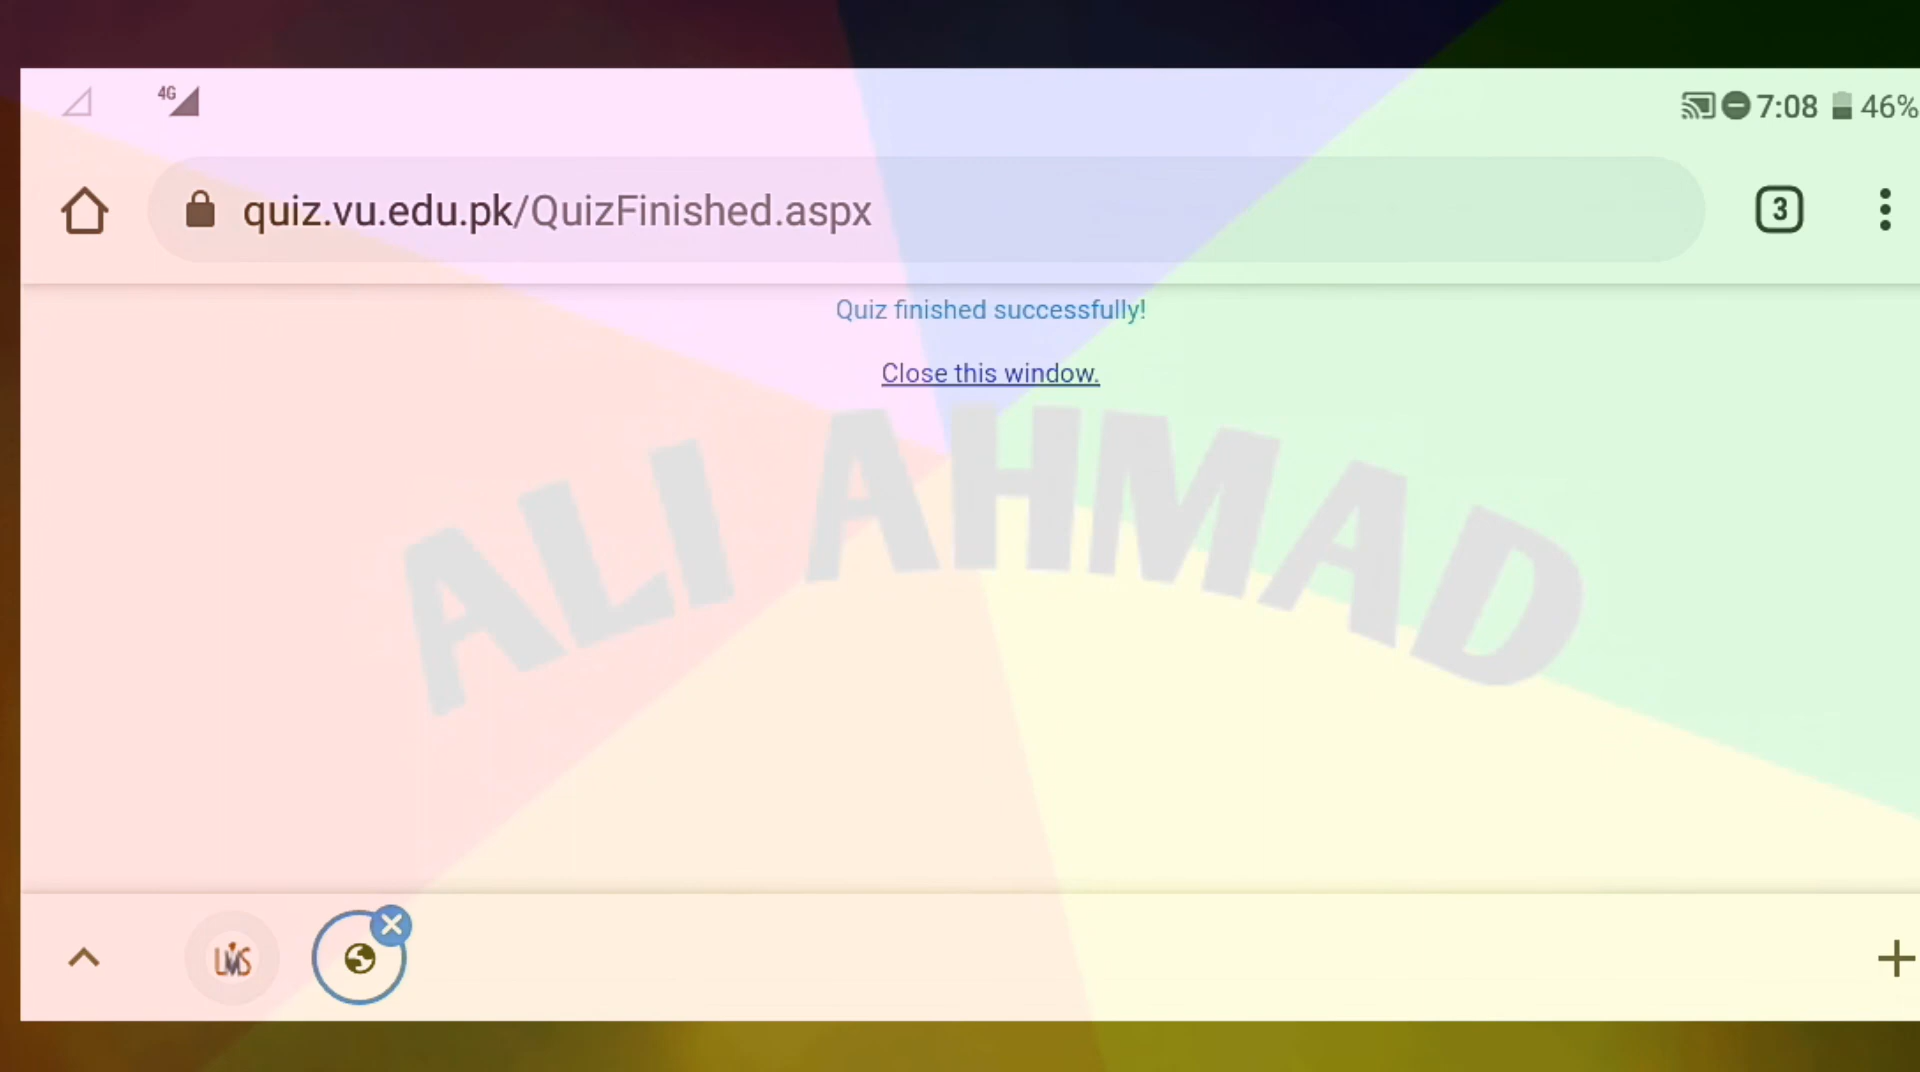 4G 7:08 46%
quiz.vu.edu.pk/QuizFinished.aspx 3
Quiz finished successfully!
Close this window.
ALI AHMAD
LMS